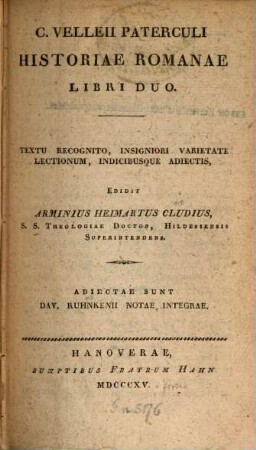 C. VELLEII PATERCULI
HISTORIAE ROMANAE
LIBRI DUO.
TEXTU RECOGNITO, INSIGNIORI VARIETATE
LECTIONUM, INDICIBUSQUE ADIECTIS,
EDIDIT
ARMINIUS HEIMARTUS CLUDIUS,
S. S. THEOLOGIAE DOCTOR, HILDESIENSIS
SUPERINTENDENS.
ADIECTAE SUNT
DAV. RUHNKENII NOTAE INTEGRAE.
HANOVERAE,
SUMPTIBUS FRATRUM HAHN
MDCCCXV.